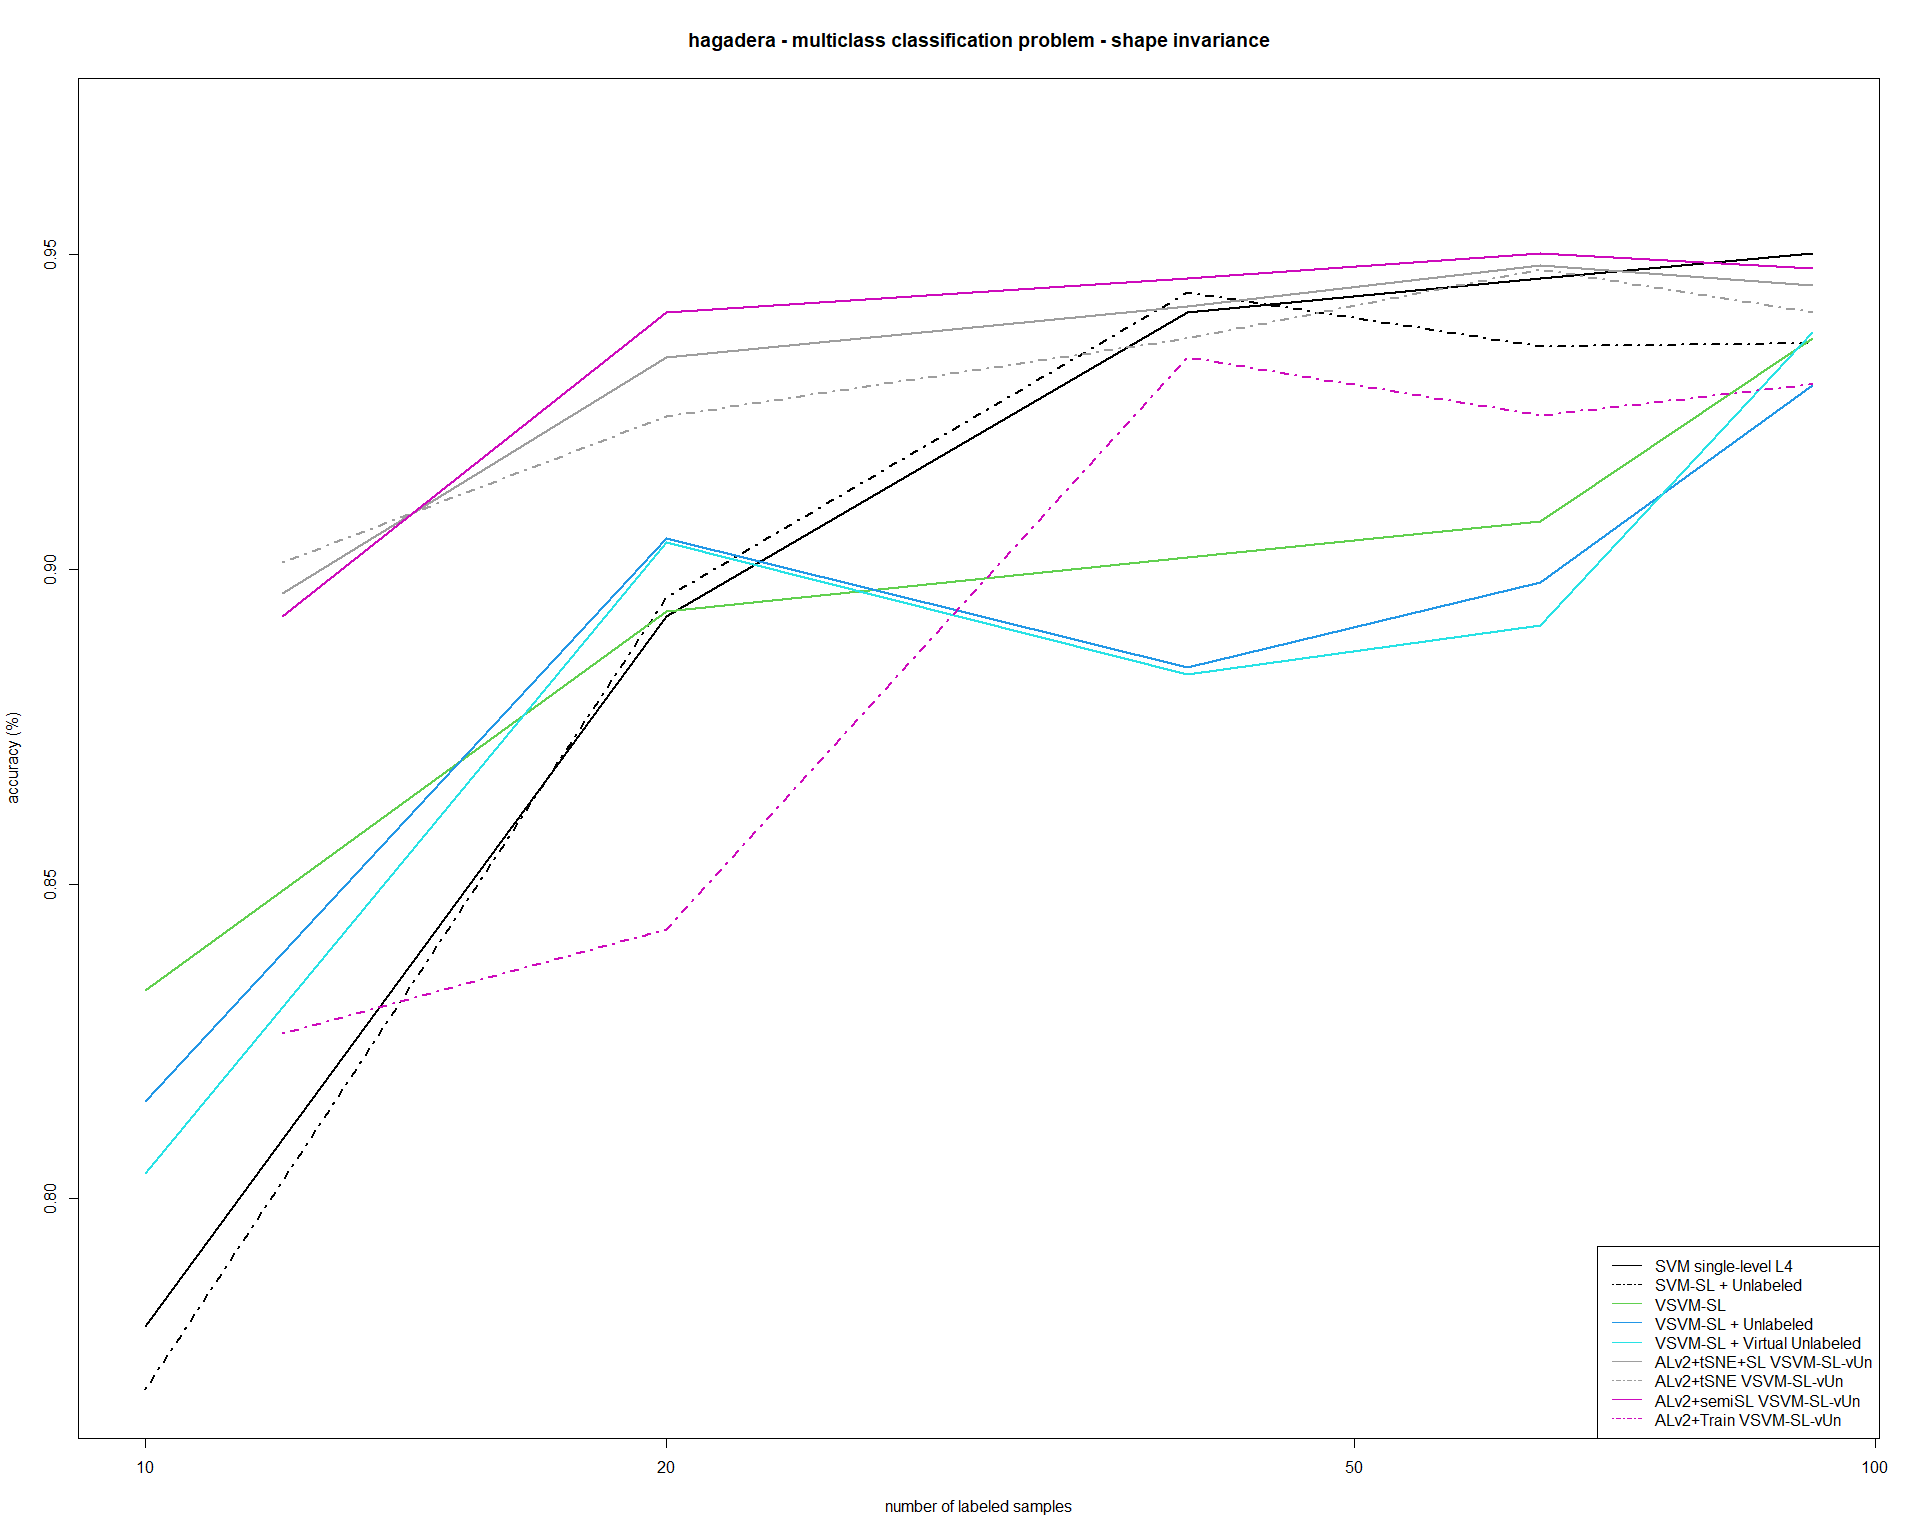 hagadera - multiclass classification problem - shape invariance
0.95
0.90
0.85
0.80
accuracy (%)
SVM single-level L4
SVM-SL + Unlabeled
VSVM-SL
VSVM-SL + Unlabeled
VSVM-SL + Virtual Unlabeled
ALv2+tSNE+SL VSVM-SL-vUn
ALv2+tSNE VSVM-SL-vUn
ALv2+semiSL VSVM-SL-vUn
ALv2+Train VSVM-SL-vUn
10 20 50 100
number of labeled samples